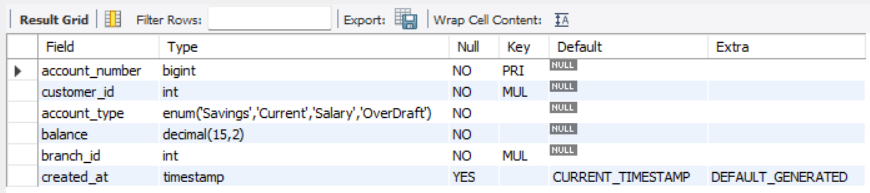 Result Grid Filter Rows: Export: Wrap Cell Content: IA
Field Type Null Key Default Extra
account_number bigint NO PRI NULL
customer_id int NO MUL NULL
account_type enum('Savings','Current','Salary','OverDraft') NO NULL
balance decimal(15,2) NO NULL
branch_id int NO MUL NULL
created_at timestamp YES CURRENT_TIMESTAMP DEFAULT_GENERATED